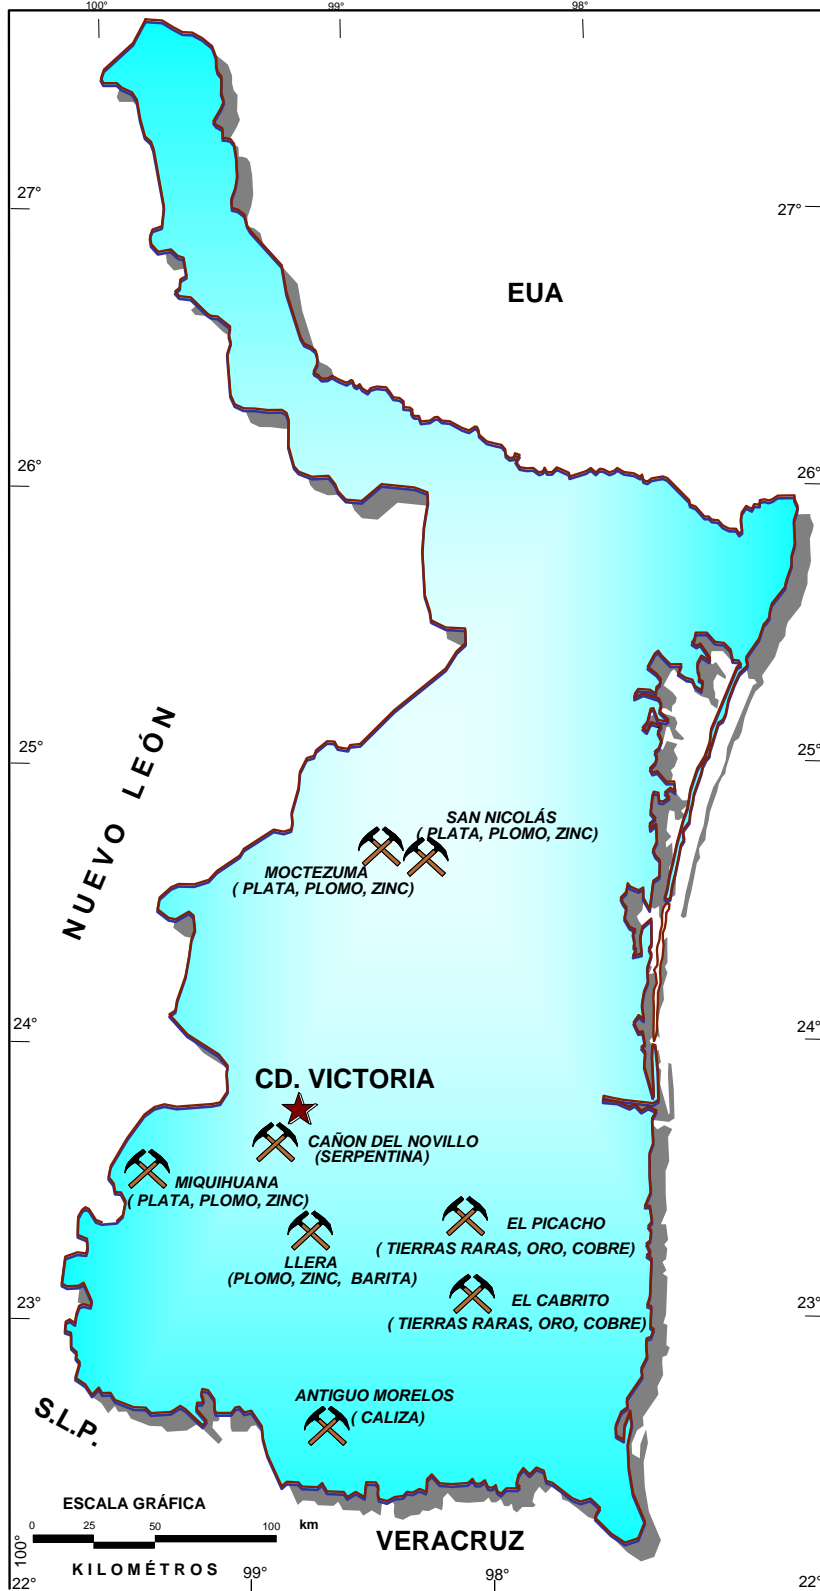 100°
99°
98°
27°
27°
EUA
26°
26°
NUEVO LEÓN
25°
25°
SAN NICOLÁS
( PLATA, PLOMO, ZINC)
MOCTEZUMA
( PLATA, PLOMO, ZINC)
24°
24°
CD. VICTORIA
CAÑON DEL NOVILLO
(SERPENTINA)
MIQUIHUANA
( PLATA, PLOMO, ZINC)
EL PICACHO
( TIERRAS RARAS, ORO, COBRE)
LLERA
(PLOMO, ZINC, BARITA)
EL CABRITO
( TIERRAS RARAS, ORO, COBRE)
23°
23°
ANTIGUO MORELOS
( CALIZA)
S.L.P.
ESCALA GRÁFICA
0 25 50 100 km
KILOMÉTROS
VERACRUZ
100°
22°
99°
98°
22°